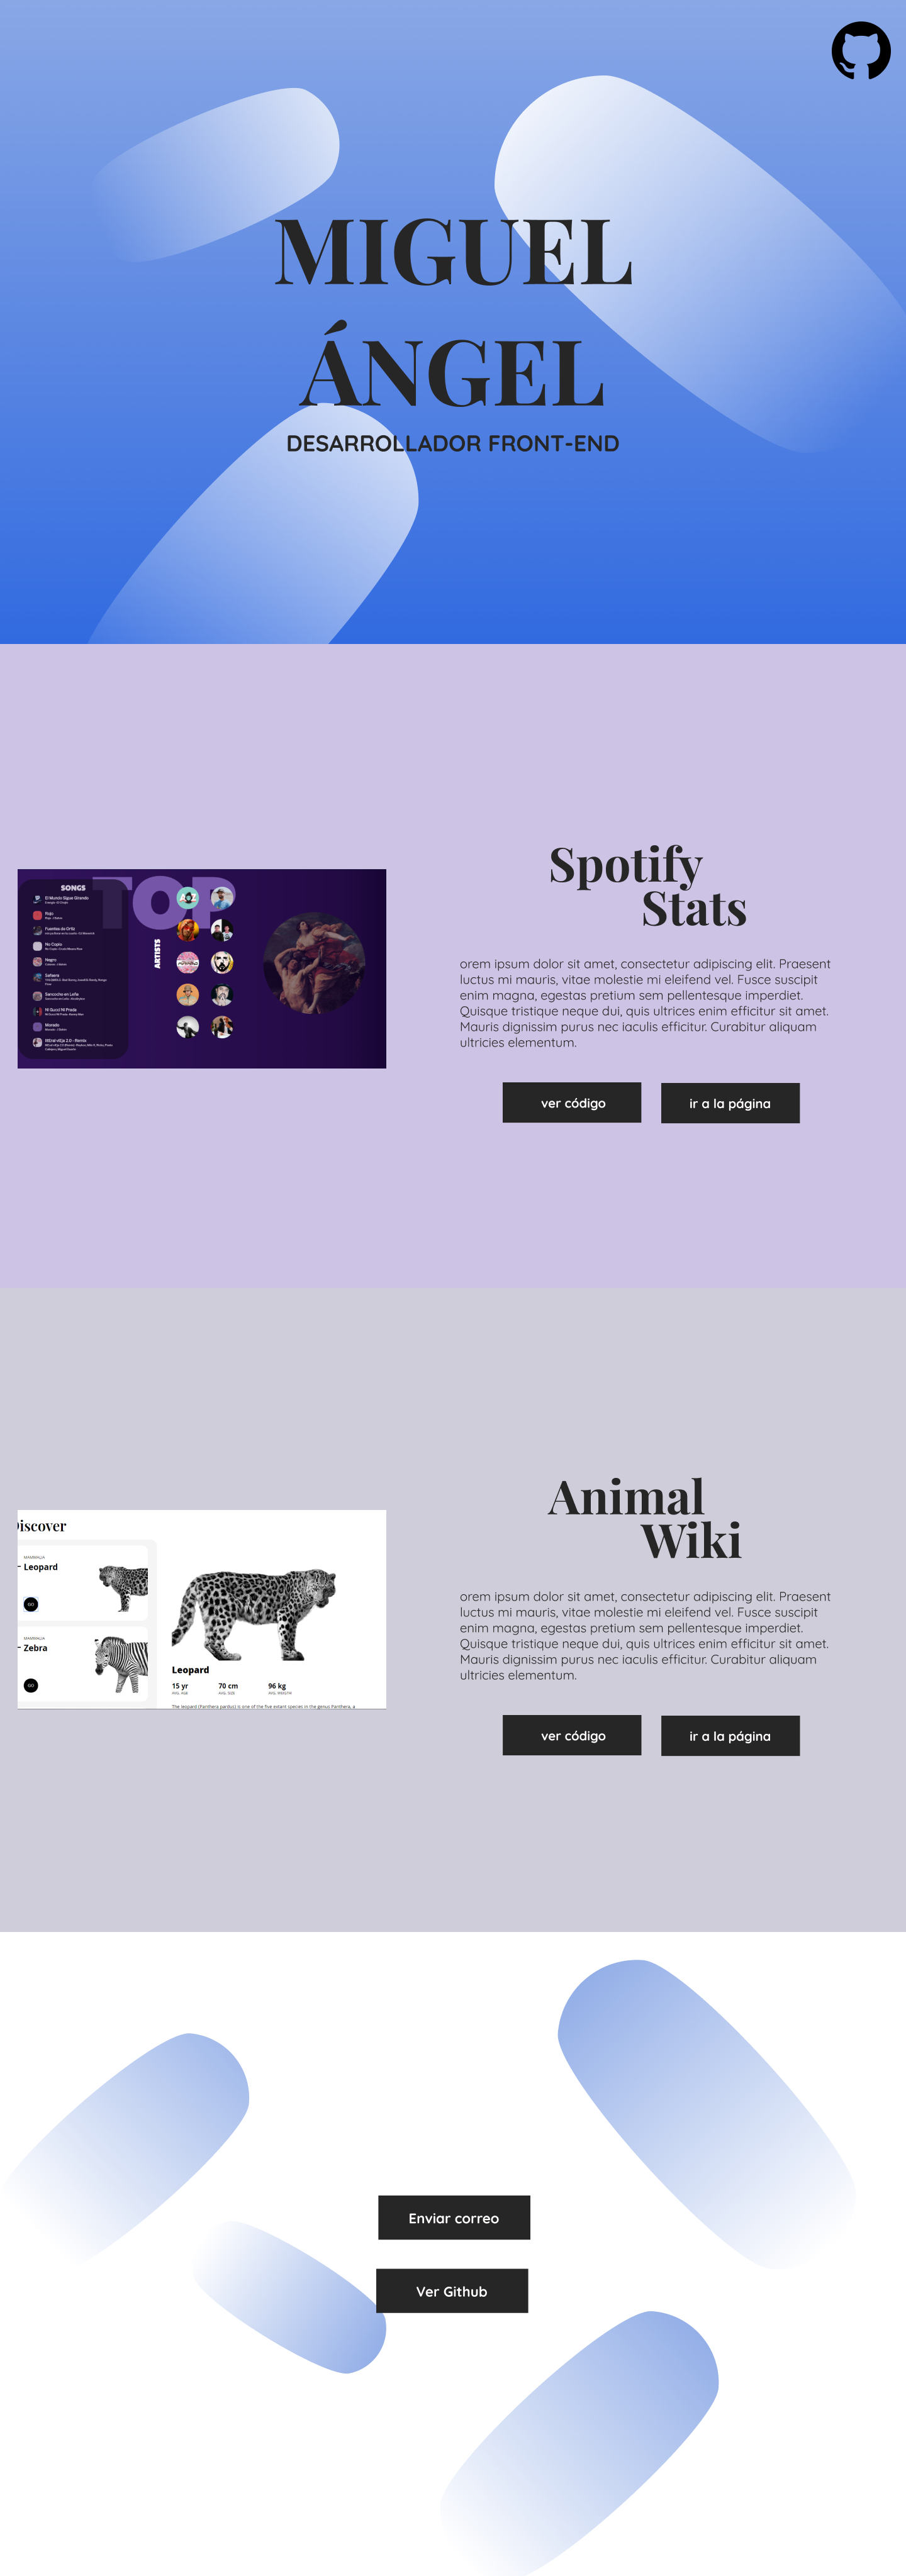 MIGUEL
ÁNGEL
DESARROLLADOR FRONT-END
SONGS
TOP
ARTISTS
El Mundo Sigue Girando
Rojo
Fuentes de Ortiz
No Copio
Negro
Safaera
Sancocho en Leña
Ni Gucci Ni Prada
Morado
Spotify
Stats
orem ipsum dolor sit amet, consectetur adipiscing elit. Praesent
luctus mi mauris, vitae molestie mi eleifend vel. Fusce suscipit
enim magna, egestas pretium sem pellentesque imperdiet.
Quisque tristique neque dui, quis ultrices enim efficitur sit amet.
Mauris dignissim purus nec iaculis efficitur. Curabitur aliquam
ultricies elementum.
ver código
ir a la página
iscover
MAMMALIA
Leopard
GO
MAMMALIA
Zebra
GO
Leopard
15 yr 70 cm 96 kg
AVG. AGE AVG. SIZE
The leopard (Panthera pardus) is one of the five extant species in the genus Panthera, a
Animal
Wiki
orem ipsum dolor sit amet, consectetur adipiscing elit. Praesent
luctus mi mauris, vitae molestie mi eleifend vel. Fusce suscipit
enim magna, egestas pretium sem pellentesque imperdiet.
Quisque tristique neque dui, quis ultrices enim efficitur sit amet.
Mauris dignissim purus nec iaculis efficitur. Curabitur aliquam
ultricies elementum.
ver código
ir a la página
Enviar correo
Ver Github